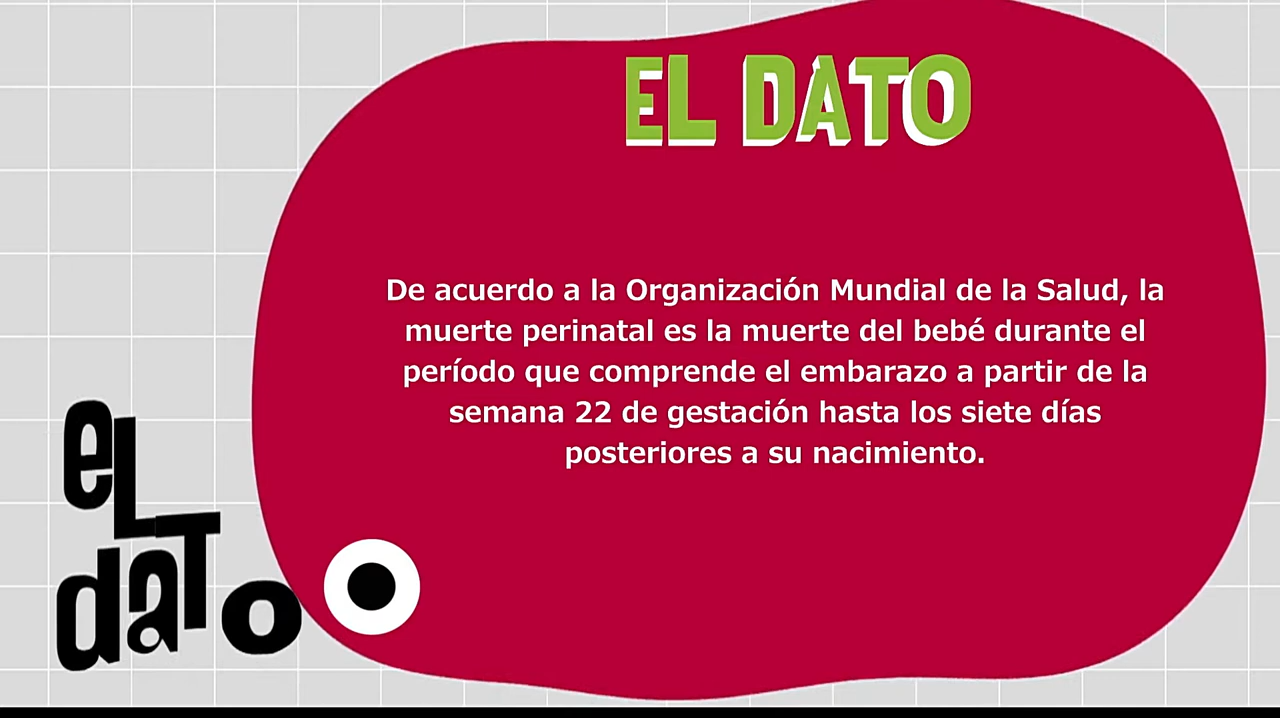 EL DATO
De acuerdo a la Organización Mundial de la Salud, la
muerte perinatal es la muerte del bebé durante el
período que comprende el embarazo a partir de la
semana 22 de gestación hasta los siete días
posteriores a su nacimiento.
eL
daTo